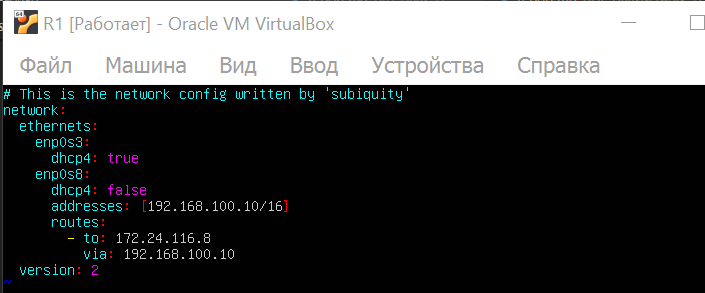 R1 [Работает] - Oracle VM VirtualBox
Файл Машина Вид Ввод Устройства Справка
# This is the network config written by 'subiquity'
network:
  ethernets:
    enp0s3:
      dhcp4: true
    enp0s8:
      dhcp4: false
      addresses: [192.168.100.10/16]
      routes:
        - to: 172.24.116.8
          via: 192.168.100.10
  version: 2
~